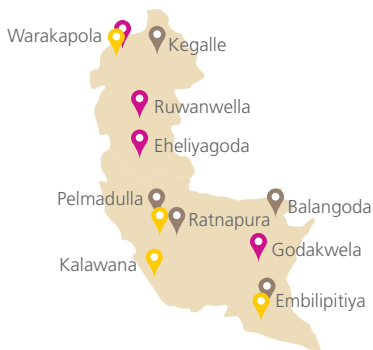 Warakapola
Kegalle
Ruwanwella
Eheliyagoda
Pelmadulla
Balangoda
Ratnapura
Godakwela
Kalawana
Embilipitiya